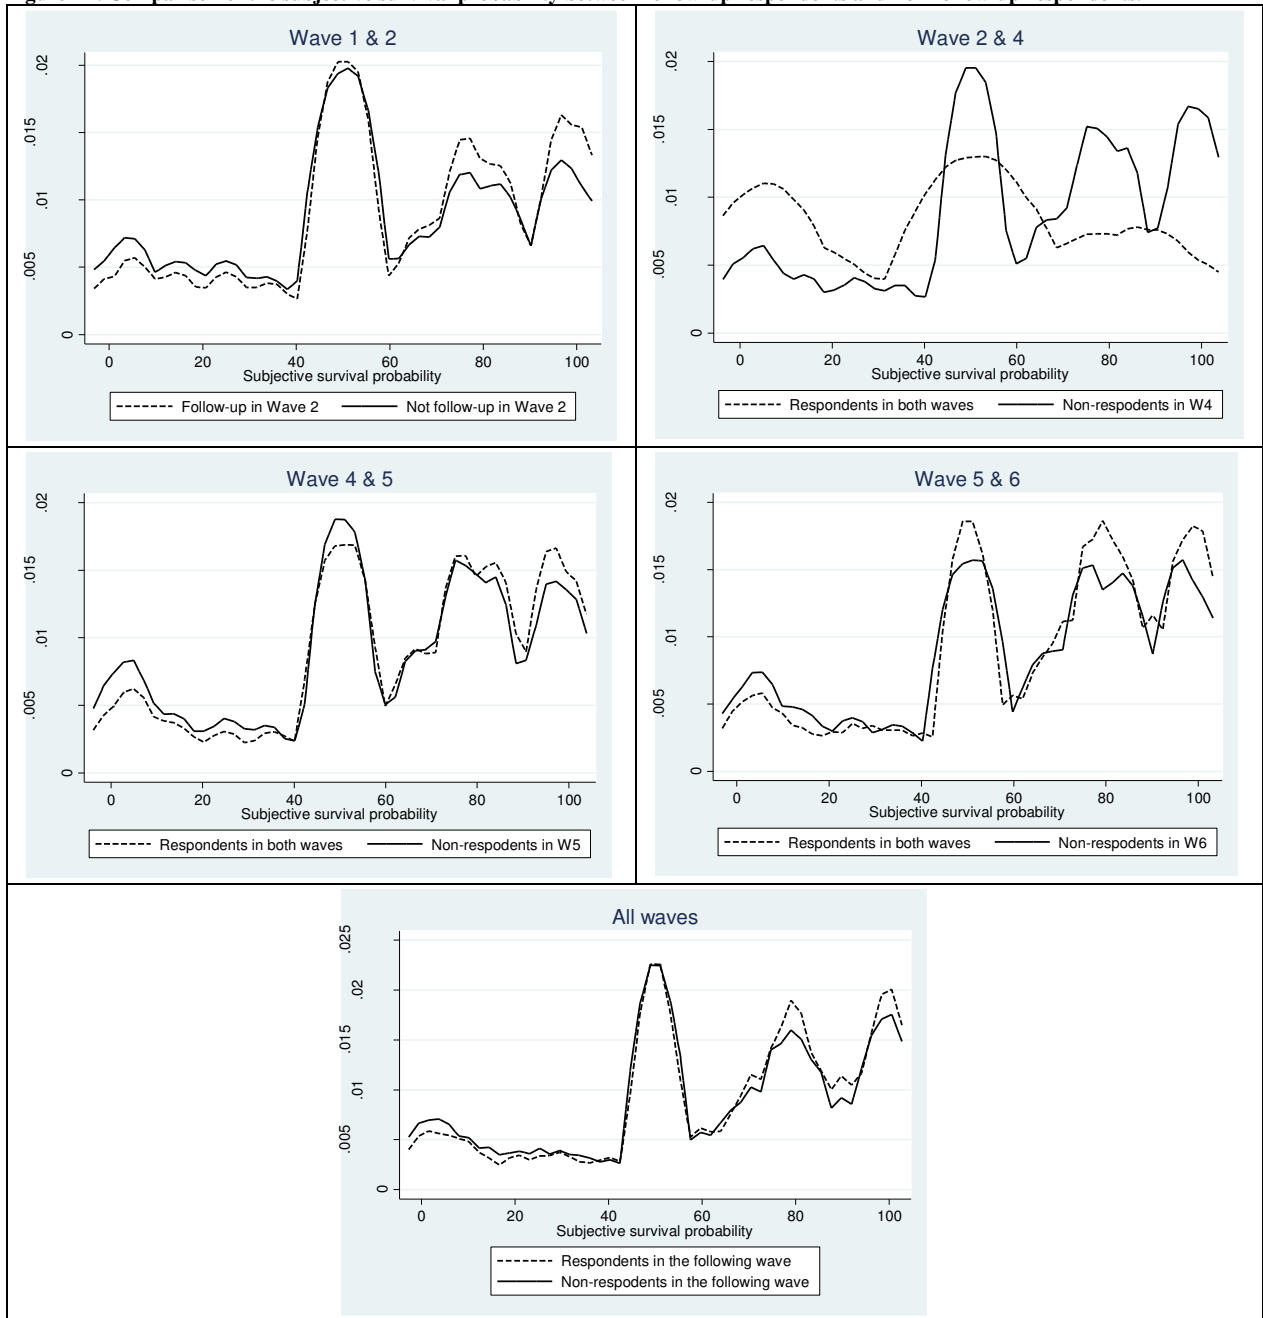 Wave 1 & 2
.02
.015
.01
.005
0
0 20 40 60 80 100
Subjective survival probability
Follow-up in Wave 2 Not follow-up in Wave 2
Wave 2 & 4
.02
.015
.01
.005
0
0 20 40 60 80 100
Subjective survival probability
Respondents in both waves Non-respodents in W4
Wave 4 & 5
.02
.015
.01
.005
0
0 20 40 60 80 100
Subjective survival probability
Respondents in both waves Non-respodents in W5
Wave 5 & 6
.02
.015
.01
.005
0
0 20 40 60 80 100
Subjective survival probability
Respondents in both waves Non-respodents in W6
All waves
.025
.02
.015
.01
.005
0
0 20 40 60 80 100
Subjective survival probability
Respondents in the following wave
Non-respodents in the following wave